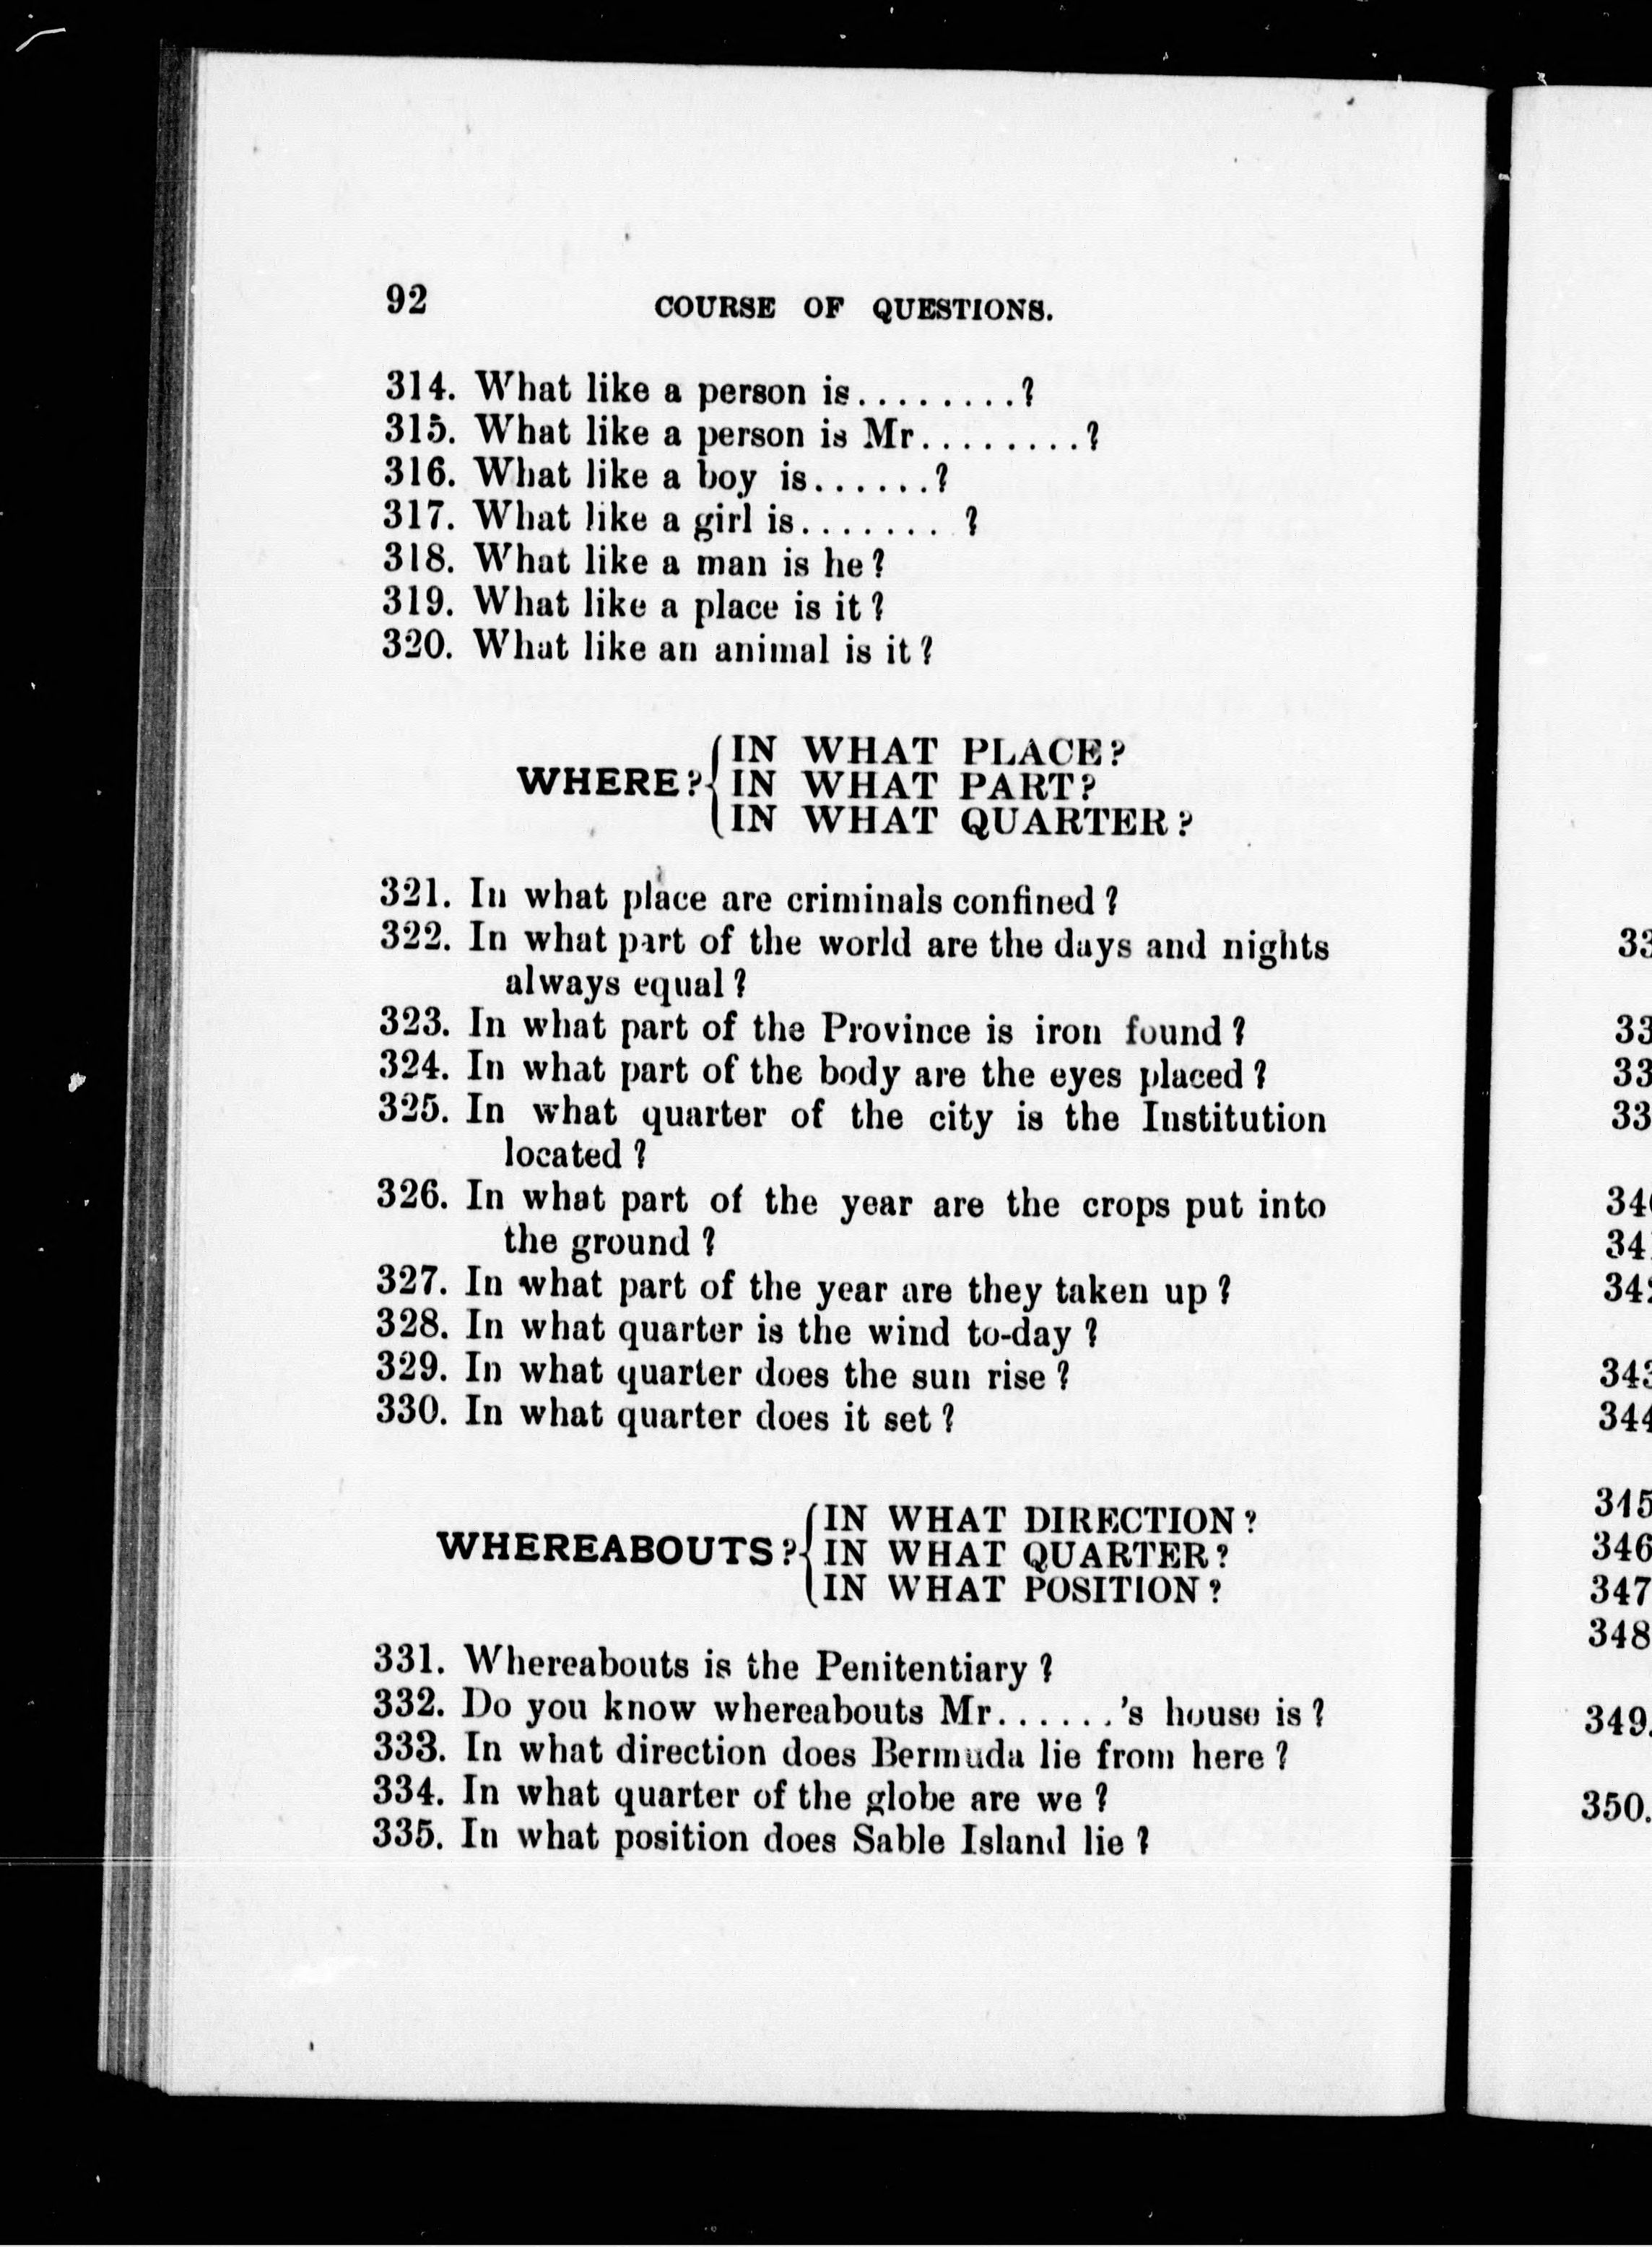 92 COURSE OF QUESTIONS.
314. What like a person is........?
315. What like a person is Mr........?
316. What like a boy is......?
317. What like a girl is....... ?
318. What like a man is he?
319. What like a place is it?
320. What like an animal is it?
IN WHAT PLACE?
WHERE? IN WHAT PART?
IN WHAT QUARTER?
321. In what place are criminals confined?
322. In what part of the world are the days and nights
always equal?
323. In what part of the Province is iron found?
324. In what part of the body are the eyes placed?
325. In what quarter of the city is the Institution
located?
326. In what part of the year are the crops put into
the ground?
327. In what part of the year are they taken up?
328. In what quarter is the wind to-day?
329. In what quarter does the sun rise?
330. In what quarter does it set?
IN WHAT DIRECTION?
WHEREABOUTS? IN WHAT QUARTER?
IN WHAT POSITION?
331. Whereabouts is the Penitentiary?
332. Do you know whereabouts Mr......'s house is?
333. In what direction does Bermuda lie from here?
334. In what quarter of the globe are we?
335. In what position does Sable Island lie?
343
344
345
346
347
348
349.
350.